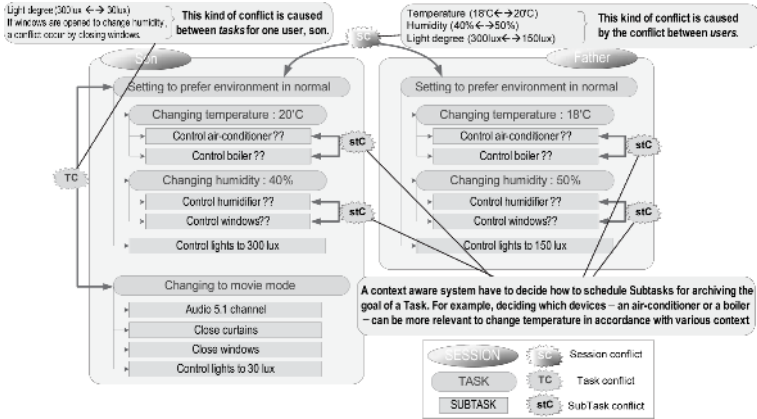 Light degree (300 lux ←→ 30lux)
If windows are opened to change humidity,
a conflict occur by closing windows.
This kind of conflict is caused
between tasks for one user, son.
SC
Temperature (18'C←→20'C)
Humidity (40%←→50%)
Light degree (300lux←→150lux)
This kind of conflict is caused
by the conflict between users.
Son
Setting to prefer environment in normal
Changing temperature : 20'C
Control air-conditioner ??
Control boiler ??
stC
Changing humidity : 40%
Control humidifier ??
Control windows??
stC
Control lights to 300 lux
TC
Changing to movie mode
Audio 5.1 channel
Close curtains
Close windows
Control lights to 30 lux
Father
Setting to prefer environment in normal
Changing temperature : 18'C
Control air-conditioner ??
Control boiler ??
stC
Changing humidity : 50%
Control humidifier ??
Control windows??
stC
Control lights to 150 lux
A context aware system have to decide how to schedule Subtasks for archiving the
goal of a Task. For example, deciding which devices – an air-conditioner or a boiler
– can be more relevant to change temperature in accordance with various context
SESSION
SC
Session conflict
TASK
TC
Task conflict
SUBTASK
stC
SubTask conflict